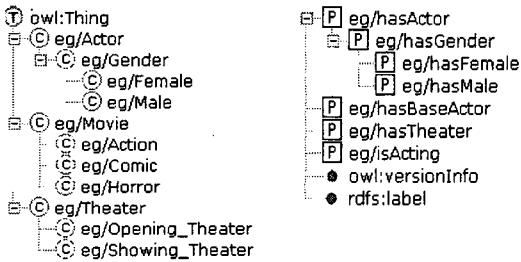 T owl:Thing
C eg/Actor
C eg/Gender
C eg/Female
C eg/Male
C eg/Movie
C eg/Action
C eg/Comic
C eg/Horror
C eg/Theater
C eg/Opening_Theater
C eg/Showing_Theater
P eg/hasActor
P eg/hasGender
P eg/hasFemale
P eg/hasMale
P eg/hasBaseActor
P eg/hasTheater
P eg/isActing
owl:versionInfo
rdfs:label